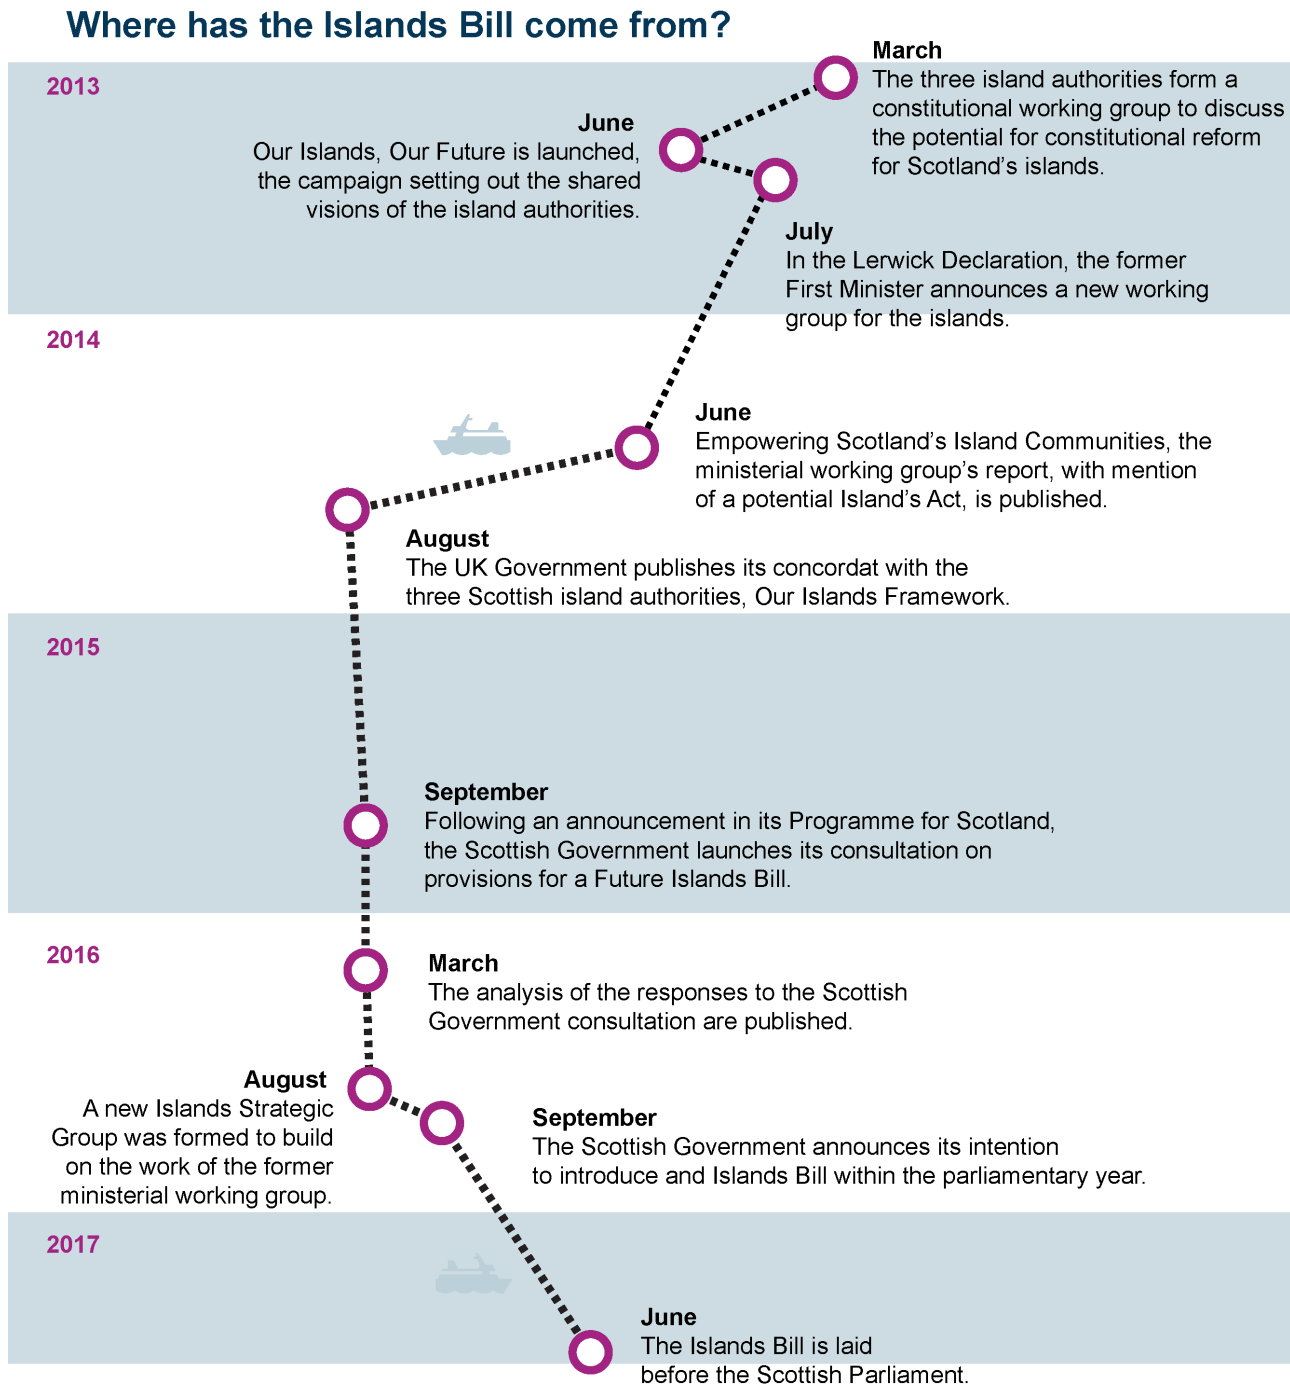 Where has the Islands Bill come from?
2013
March
The three island authorities form a
constitutional working group to discuss
the potential for constitutional reform
for Scotland’s islands.
June
Our Islands, Our Future is launched,
the campaign setting out the shared
visions of the island authorities.
July
In the Lerwick Declaration, the former
First Minister announces a new working
group for the islands.
2014
June
Empowering Scotland’s Island Communities, the
ministerial working group’s report, with mention
of a potential Island’s Act, is published.
August
The UK Government publishes its concordat with the
three Scottish island authorities, Our Islands Framework.
2015
September
Following an announcement in its Programme for Scotland,
the Scottish Government launches its consultation on
provisions for a Future Islands Bill.
2016
March
The analysis of the responses to the Scottish
Government consultation are published.
August
A new Islands Strategic
Group was formed to build
on the work of the former
ministerial working group.
September
The Scottish Government announces its intention
to introduce and Islands Bill within the parliamentary year.
2017
June
The Islands Bill is laid
before the Scottish Parliament.